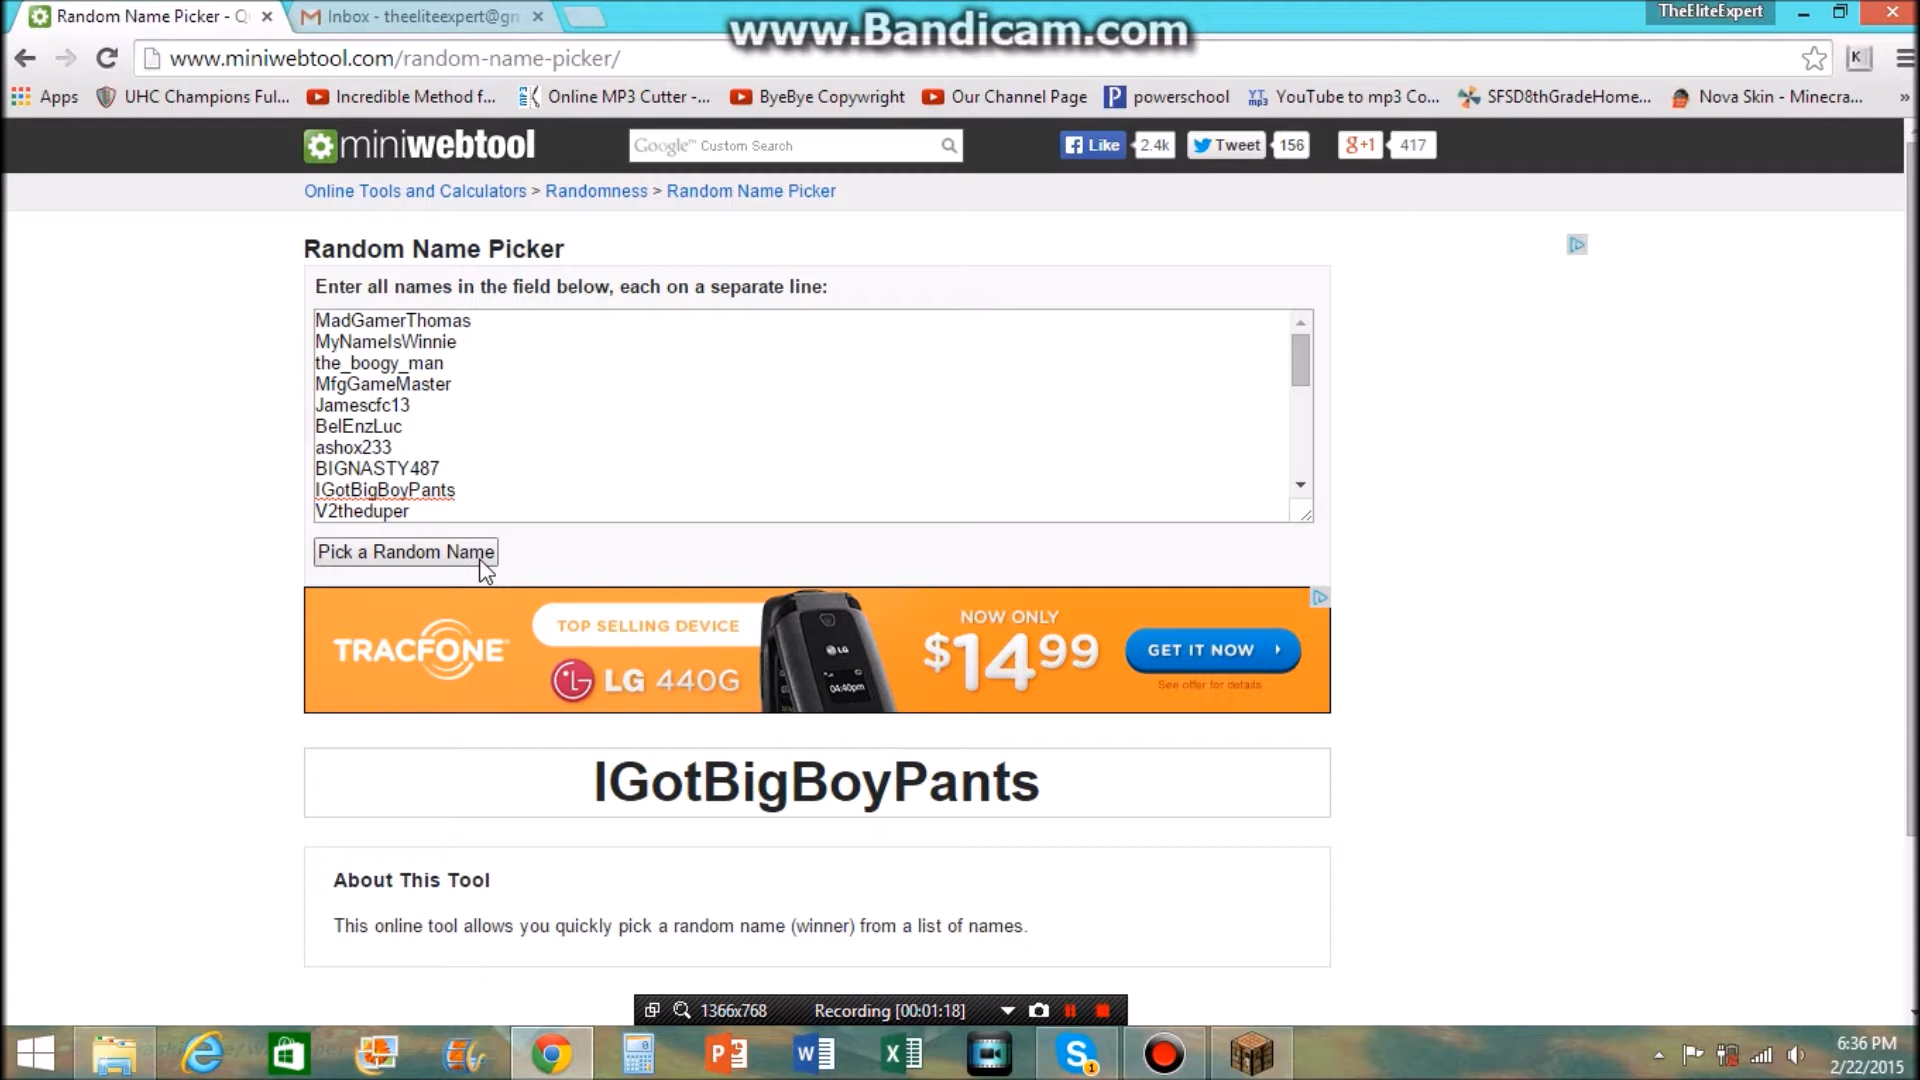 Random Name Picker - Q
Inbox - theeliteexpert@gm
www.Bandicam.com
TheEliteExpert
www.miniwebtool.com/random-name-picker/
Apps
UHC Champions Ful...
Incredible Method f...
Online MP3 Cutter -...
ByeBye Copywright
Our Channel Page
powerschool
YouTube to mp3 Co...
SFSD8thGradeHome...
Nova Skin - Minecra...
»
miniwebtool
Google™ Custom Search
Like
2.4k
Tweet
156
g+1
417
Online Tools and Calculators > Randomness > Random Name Picker
Random Name Picker
Enter all names in the field below, each on a separate line:
MadGamerThomas
MyNameIsWinnie
the_boogy_man
MfgGameMaster
Jamescfc13
BelEnzLuc
ashox233
BIGNASTY487
IGotBigBoyPants
V2theduper
Pick a Random Name
TRACFONE
TOP SELLING DEVICE
LG 440G
LG
04:40pm
NOW ONLY
$14.99
GET IT NOW
See offer for details
IGotBigBoyPants
About This Tool
This online tool allows you quickly pick a random name (winner) from a list of names.
1366x768
Recording [00:01:18]
6:36 PM
2/22/2015